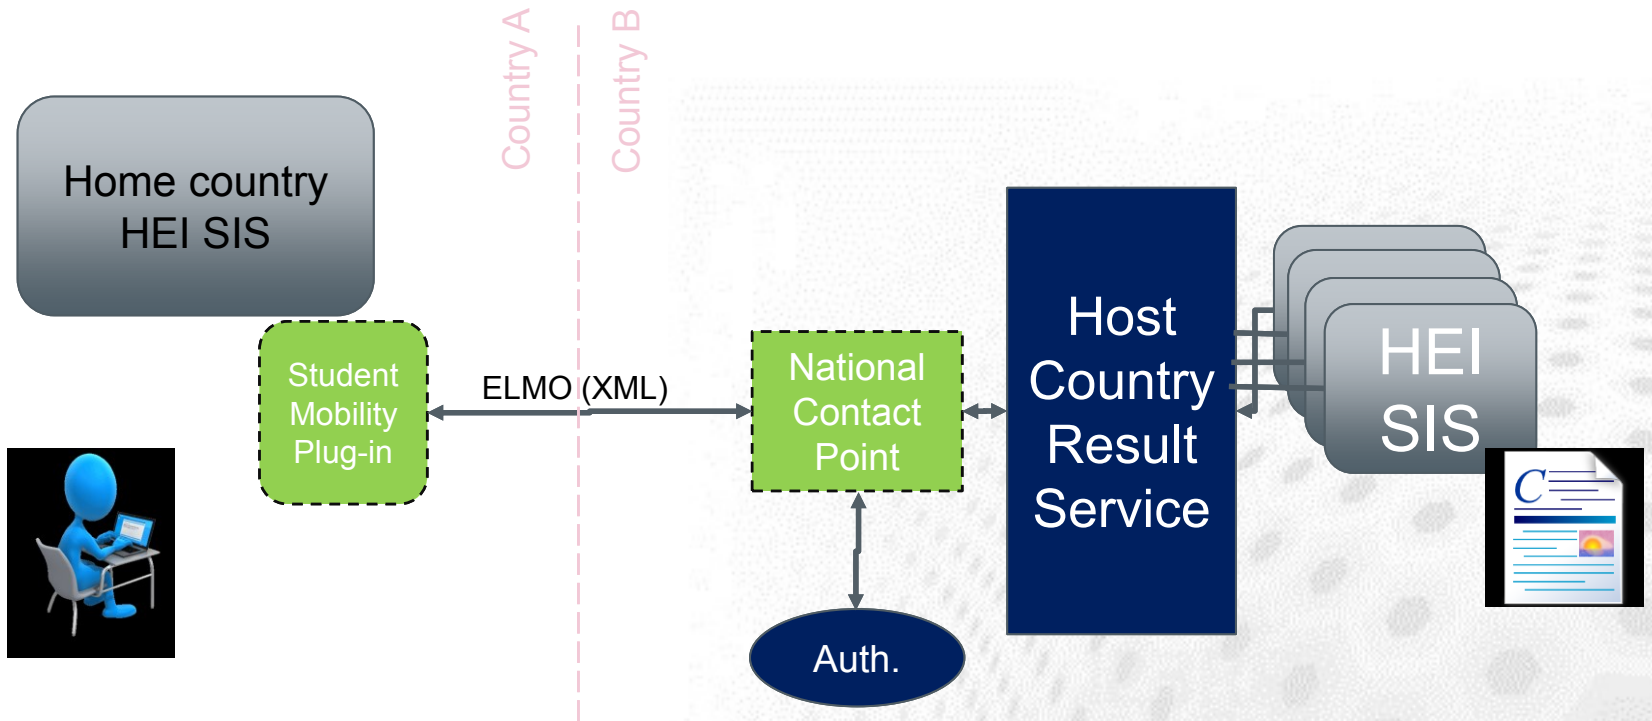 Country A
Country B
Home country
HEI SIS
Student
Mobility
Plug-in
ELMO (XML)
National
Contact
Point
Auth.
Host
Country
Result
Service
HEI
SIS
C